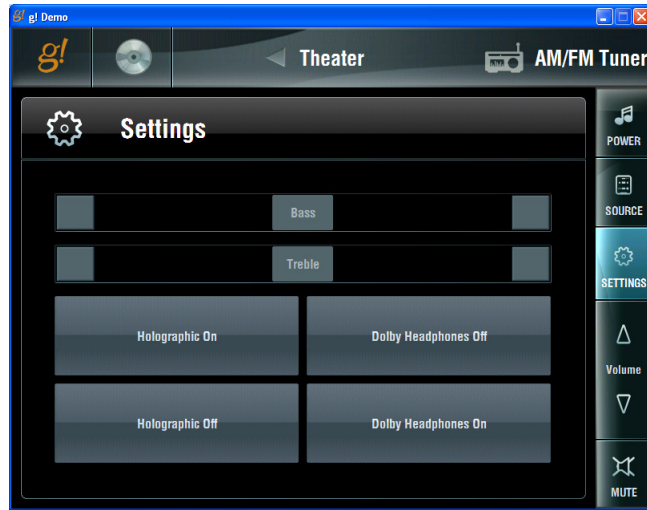 g! g! Demo
g!
Theater
AM/FM Tuner
Settings
POWER
SOURCE
Bass
SETTINGS
Treble
Holographic On
Dolby Headphones Off
Volume
Holographic Off
Dolby Headphones On
MUTE